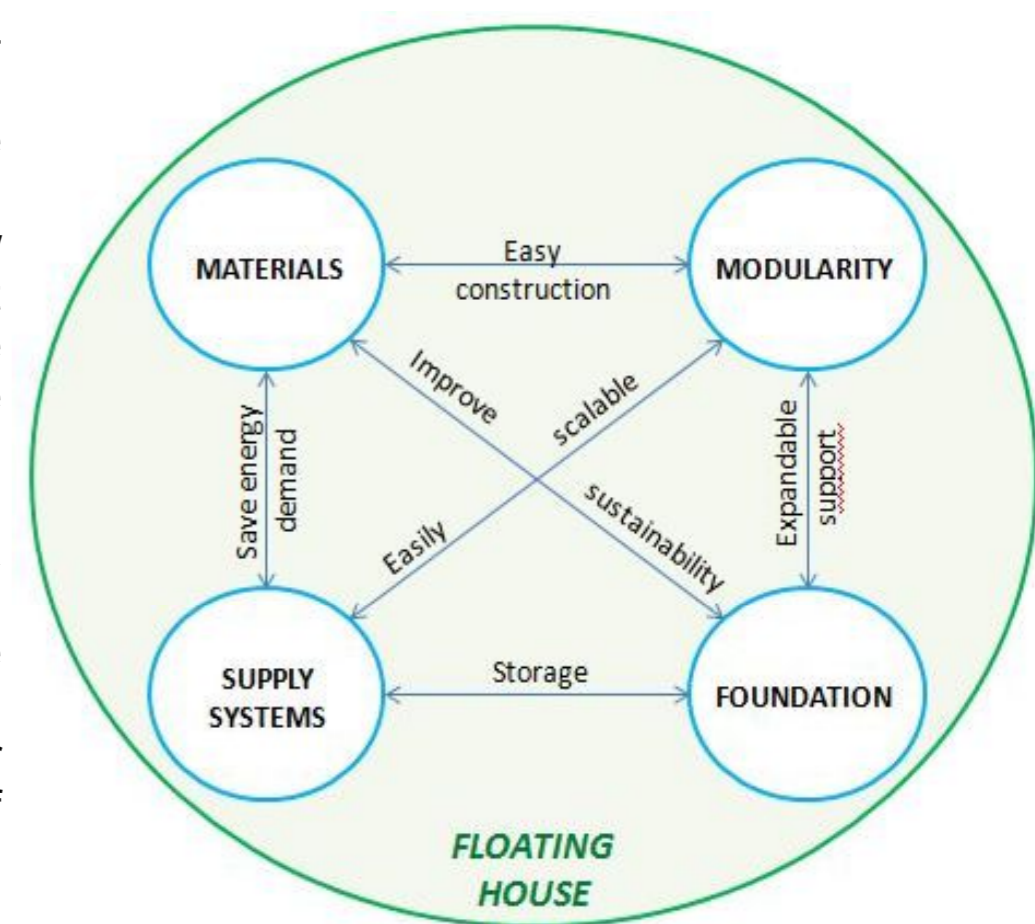 MATERIALS
Easy
construction
MODULARITY
Improve
sustainability
Easily
scalable
Save energy
demand
Expandable
support
SUPPLY
SYSTEMS
Storage
FOUNDATION
FLOATING
HOUSE